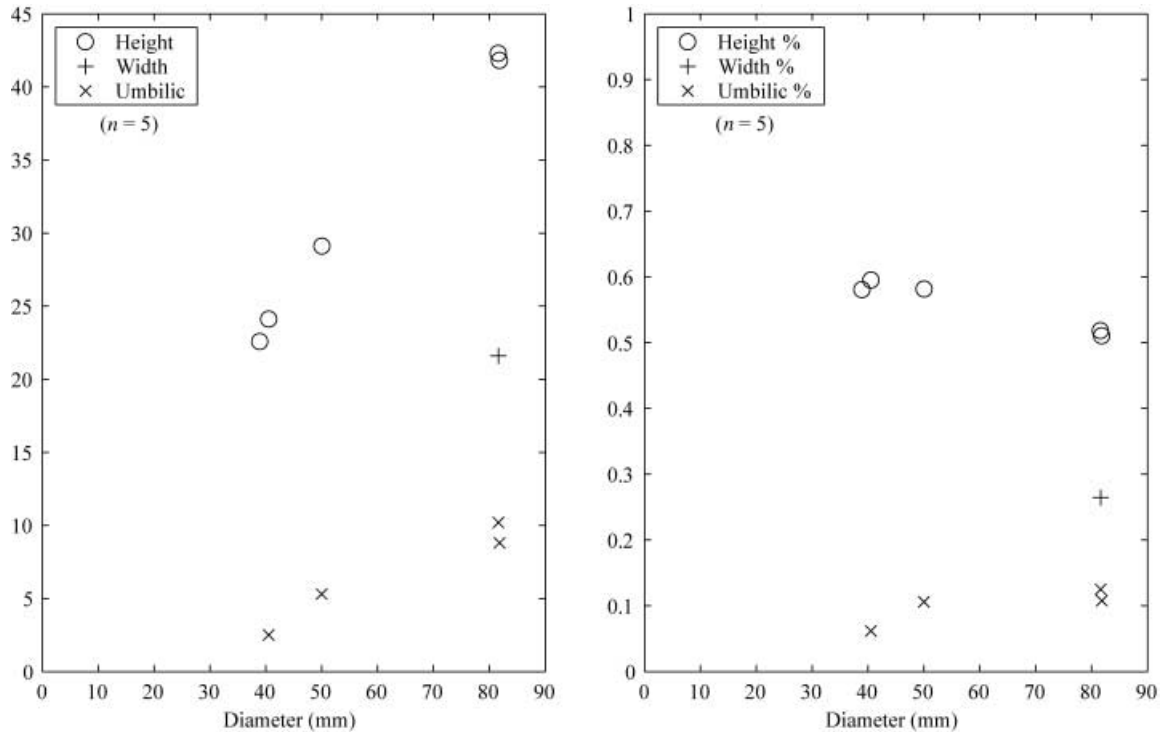 45
40
35
30
25
20
15
10
5
0
Height
Width
Umbilic
(n = 5)
0 10 20 30 40 50 60 70 80 90
Diameter (mm)
1
0.9
0.8
0.7
0.6
0.5
0.4
0.3
0.2
0.1
0
Height %
Width %
Umbilic %
(n = 5)
0 10 20 30 40 50 60 70 80 90
Diameter (mm)